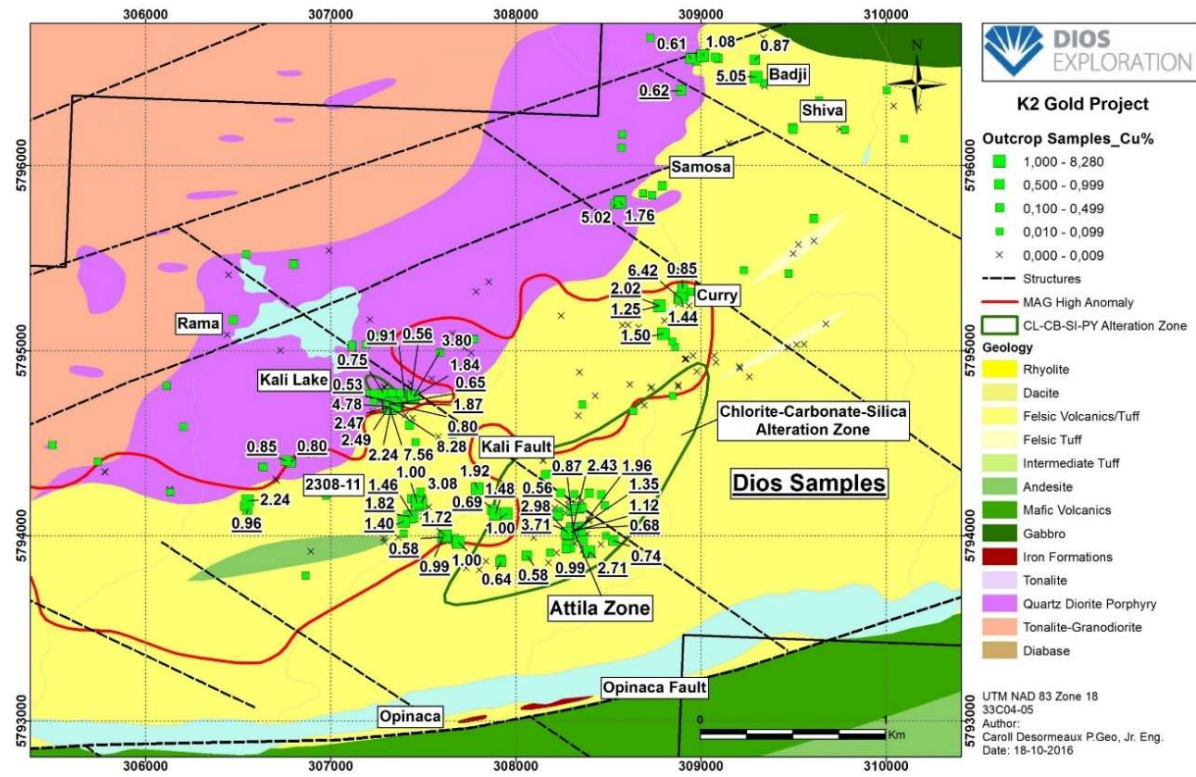 306000 307000 308000 309000 310000
0.61 1.08 0.87
5.05 Badji
0.62
Shiva
N
5796000 5796000
Samosa
5.02 1.76
6.42 0.85
2.02 Curry
1.25 1.44
1.50
Rama
0.91 0.56 3.80
5795000 5795000
0.75 1.84
Kali Lake 0.53 0.65
4.78 1.87
2.47 0.80
2.49 8.28
2.24 7.56
Kali Fault
Chlorite-Carbonate-Silica
Alteration Zone
0.85 0.80
2308-11
1.00 1.92
1.46 3.08
1.82 0.69 1.48
1.40 1.72 1.00
2.24
0.96
0.87 2.43 1.96
0.56 1.35
2.98 1.12
3.71 0.68
0.74
Dios Samples
5794000 5794000
0.58 0.99 1.00 0.64 0.58 0.99 2.71
Attila Zone
Opinaca Fault
Opinaca
0
Km
5793000 5793000
306000 307000 308000 309000 310000
DIOS
EXPLORATION
K2 Gold Project
Outcrop Samples_Cu%
1,000 - 8,280
0,500 - 0,999
0,100 - 0,499
0,010 - 0,099
0,000 - 0,009
Structures
MAG High Anomaly
CL-CB-SI-PY Alteration Zone
Geology
Rhyolite
Dacite
Felsic Volcanics/Tuff
Felsic Tuff
Intermediate Tuff
Andesite
Mafic Volcanics
Gabbro
Iron Formations
Tonalite
Quartz Diorite Porphyry
Tonalite-Granodiorite
Diabase
UTM NAD 83 Zone 18
33C04-05
Author:
Caroll Desormeaux P.Geo, Jr. Eng.
Date: 18-10-2016